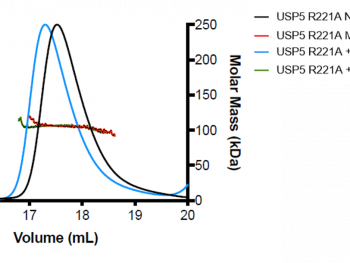 250
200
150
100
50
0
Molar Mass (kDa)
17
18
19
20
Volume (mL)
USP5 R221A N
USP5 R221A M
USP5 R221A +
USP5 R221A +